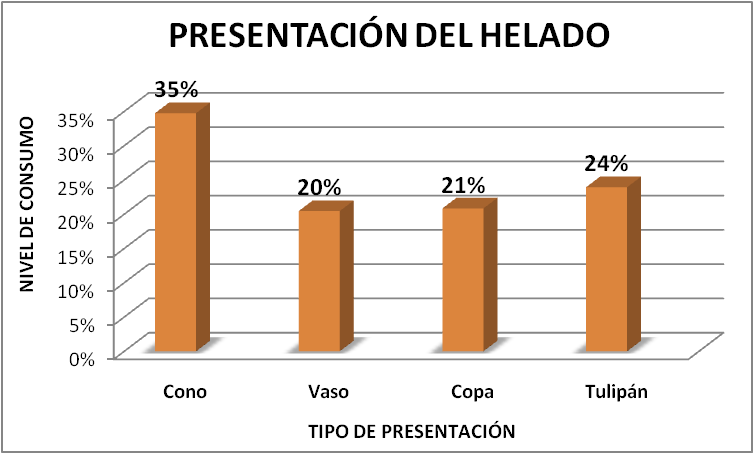 PRESENTACIÓN DEL HELADO
NIVEL DE CONSUMO
35%
30%
25%
20%
15%
10%
5%
0%
35%
20%
21%
24%
Cono
Vaso
Copa
Tulipán
TIPO DE PRESENTACIÓN